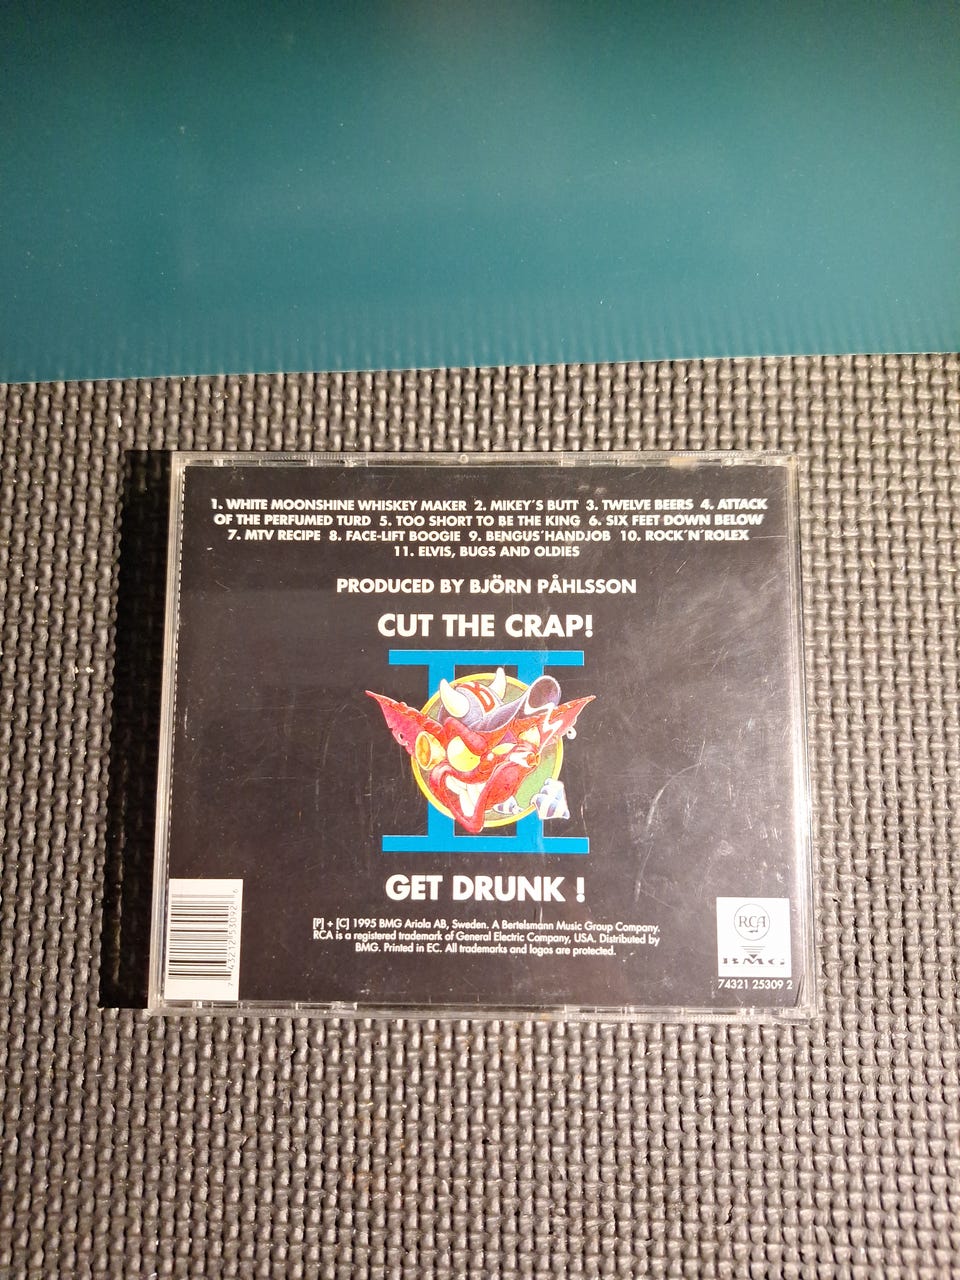 1. WHITE MOONSHINE WHISKEY MAKER 2. MIKEY´S BUTT 3. TWELVE BEERS 4. ATTACK
OF THE PERFUMED TURD 5. TOO SHORT TO BE THE KING 6. SIX FEET DOWN BELOW
7. MTV RECIPE 8. FACE-LIFT BOOGIE 9. BENGUS´HANDJOB 10. ROCK´N´ROLEX
11. ELVIS, BUGS AND OLDIES
PRODUCED BY BJÖRN PÅHLSSON
CUT THE CRAP!
II
GET DRUNK !
[P] + [C] 1995 BMG Ariola AB, Sweden. A Bertelsmann Music Group Company.
RCA is a registered trademark of General Electric Company, USA. Distributed by
BMG. Printed in EC. All trademarks and logos are protected.
7 43212 53092 6
RCA
BMG
74321 25309 2